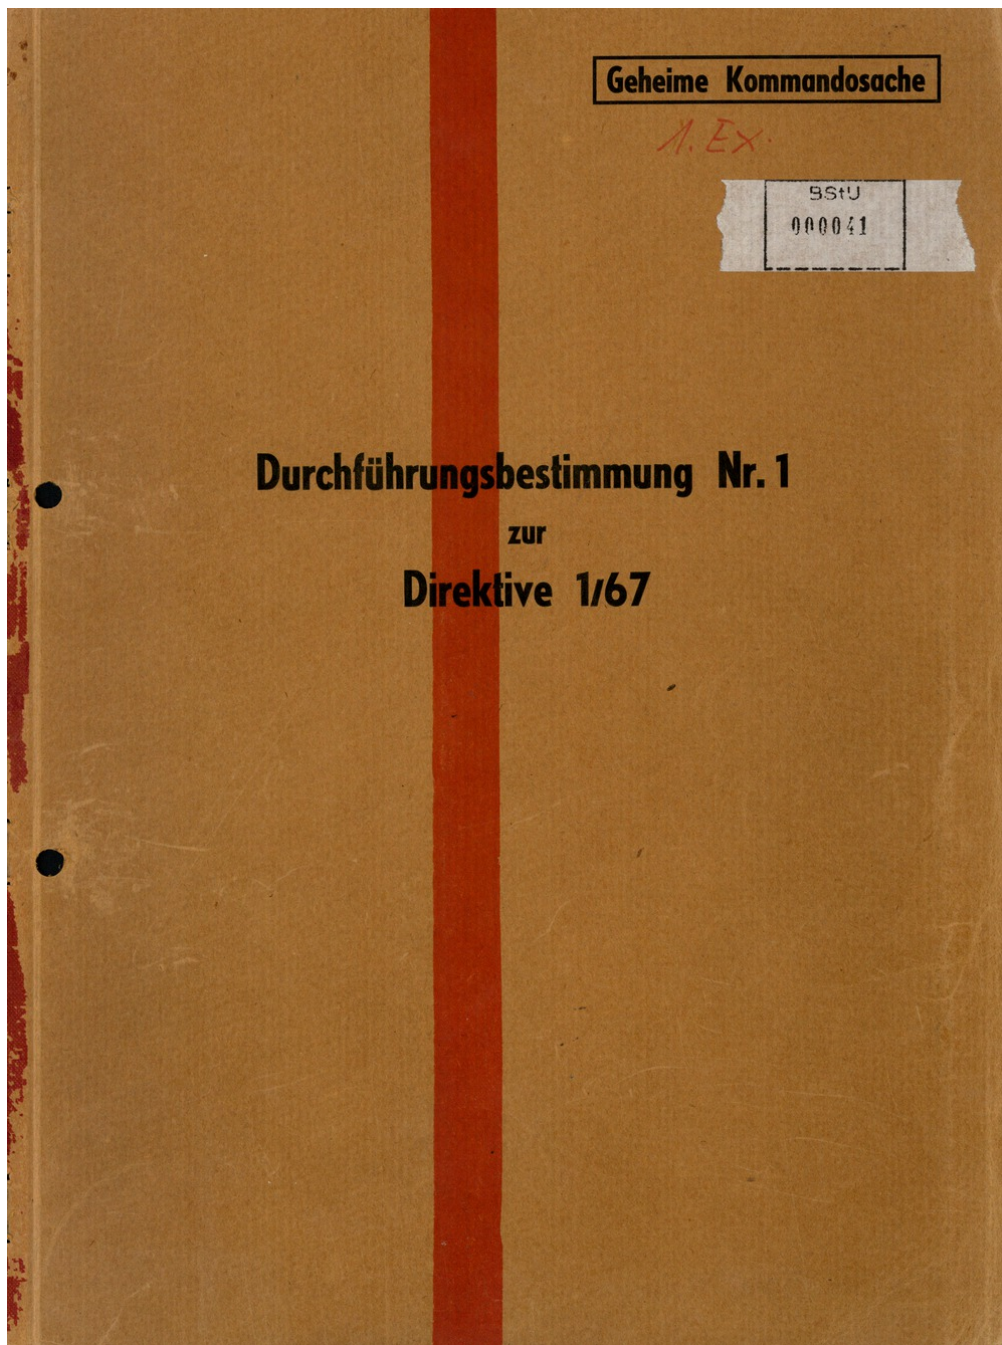 Geheime Kommandosache
1. Ex.
BStU
000041
Durchführungsbestimmung Nr. 1
zur
Direktive 1/67